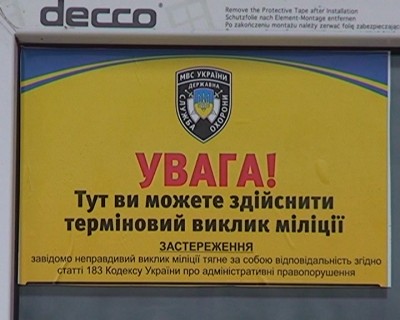 decco
Remove the Protective Tape after Installation
Schutzfolie nach Element-Montage entfernen
Po zakończeniu montażu należy zerwać folię zabezpieczającą
МВС УКРАЇНИ
ДЕРЖАВНА
СЛУЖБА ОХОРОНИ
УВАГА!
Тут ви можете здійснити
терміновий виклик міліції
ЗАСТЕРЕЖЕННЯ
завідомо неправдивий виклик міліції тягне за собою відповідальність згідно
статті 183 Кодексу України про адміністративні правопорушення